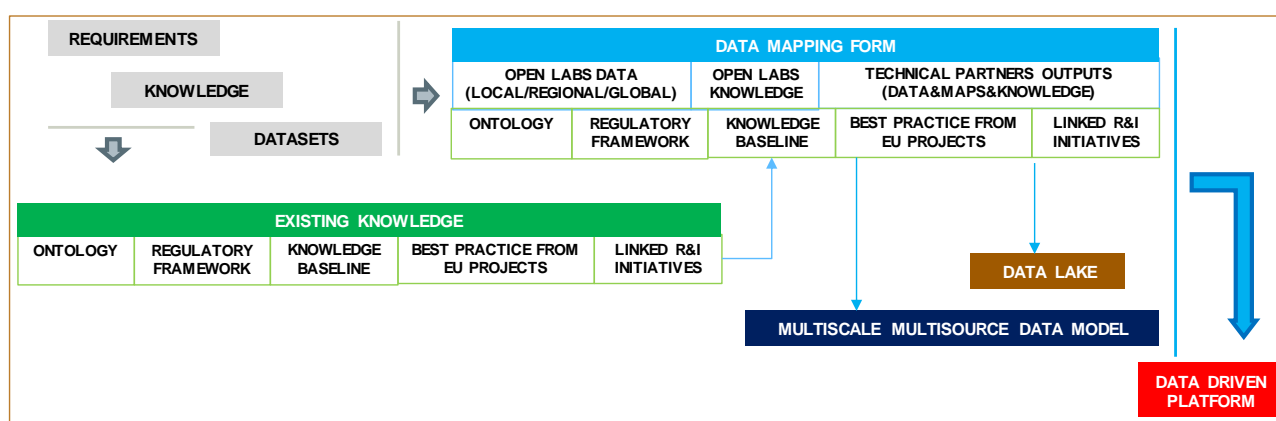 REQUIREMENTS
KNOWLEDGE
DATASETS
DATA MAPPING FORM
OPEN LABS DATA
(LOCAL/REGIONAL/GLOBAL)
OPEN LABS
KNOWLEDGE
TECHNICAL PARTNERS OUTPUTS
(DATA&MAPS&KNOWLEDGE)
ONTOLOGY
REGULATORY
FRAMEWORK
KNOWLEDGE
BASELINE
BEST PRACTICE FROM
EU PROJECTS
LINKED R&I
INITIATIVES
EXISTING KNOWLEDGE
ONTOLOGY
REGULATORY
FRAMEWORK
KNOWLEDGE
BASELINE
BEST PRACTICE FROM
EU PROJECTS
LINKED R&I
INITIATIVES
DATA LAKE
MULTISCALE MULTISOURCE DATA MODEL
DATA DRIVEN
PLATFORM